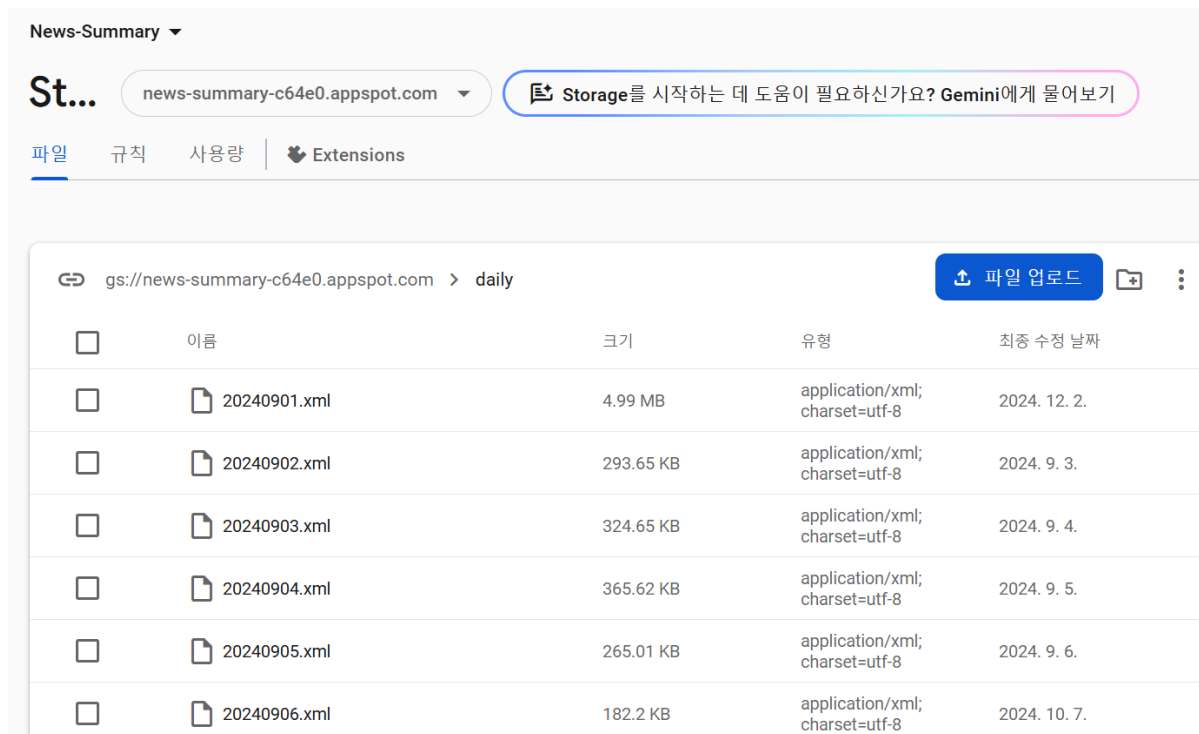 News-Summary
St...
news-summary-c64e0.appspot.com
Storage를 시작하는 데 도움이 필요하신가요? Gemini에게 물어보기
파일
규칙
사용량
Extensions
gs://news-summary-c64e0.appspot.com
daily
파일 업로드
이름
크기
유형
최종 수정 날짜
20240901.xml
4.99 MB
application/xml;
charset=utf-8
2024. 12. 2.
20240902.xml
293.65 KB
application/xml;
charset=utf-8
2024. 9. 3.
20240903.xml
324.65 KB
application/xml;
charset=utf-8
2024. 9. 4.
20240904.xml
365.62 KB
application/xml;
charset=utf-8
2024. 9. 5.
20240905.xml
265.01 KB
application/xml;
charset=utf-8
2024. 9. 6.
20240906.xml
182.2 KB
application/xml;
charset=utf-8
2024. 10. 7.